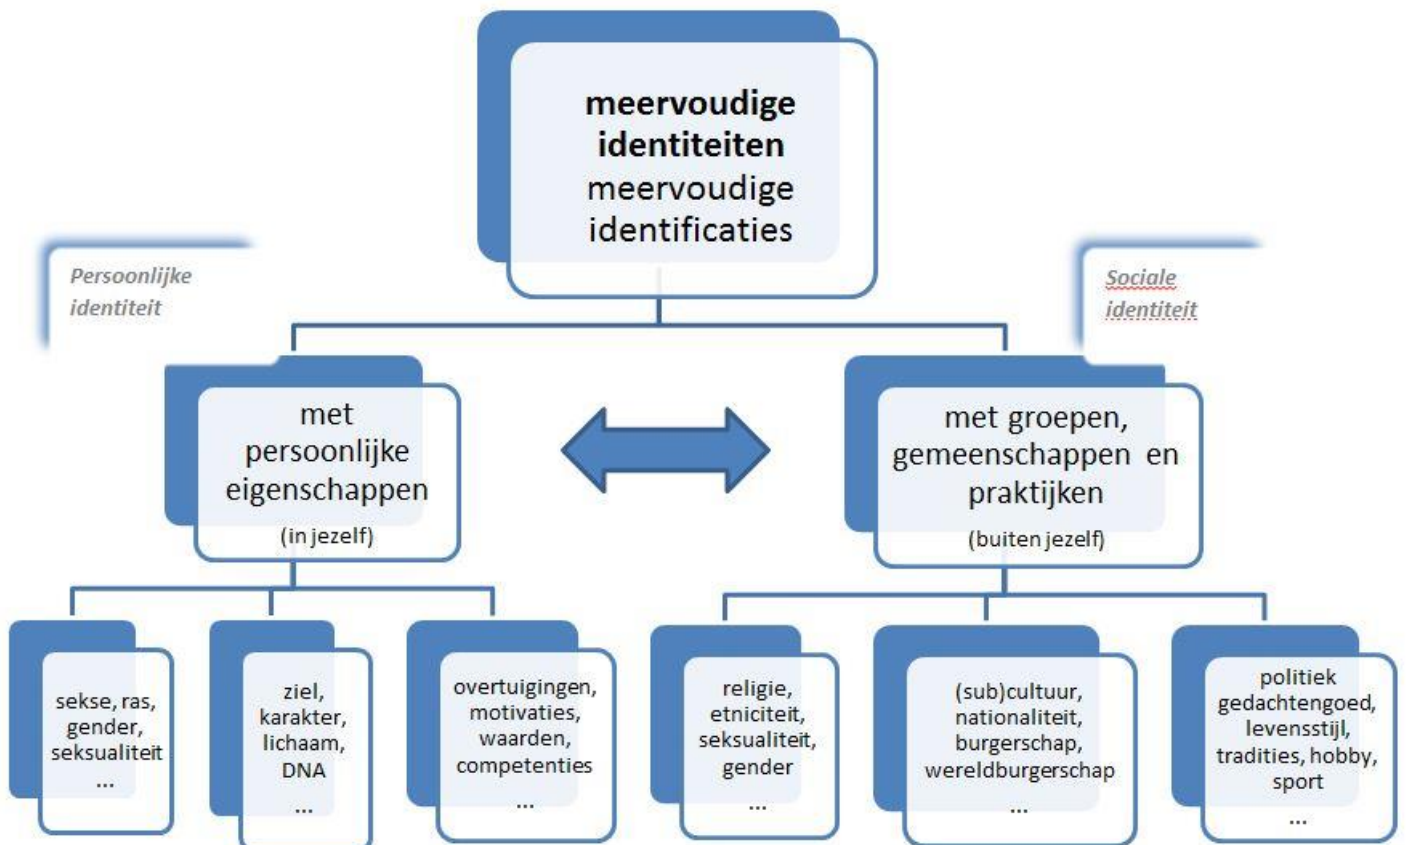 meervoudige
identiteiten
meervoudige
identificaties
Persoonlijke
identiteit
Sociale
identiteit
met
persoonlijke
eigenschappen
(in jezelf)
met groepen,
gemeenschappen en
praktijken
(buiten jezelf)
sekse, ras,
gender,
seksualiteit
...
ziel,
karakter,
lichaam,
DNA
...
overtuigingen,
motivaties,
waarden,
competenties
...
religie,
etniciteit,
seksualiteit,
gender
...
(sub)cultuur,
nationaliteit,
burgerschap,
wereldburgerschap
...
politiek
gedachtengoed,
levensstijl,
tradities, hobby,
sport
...